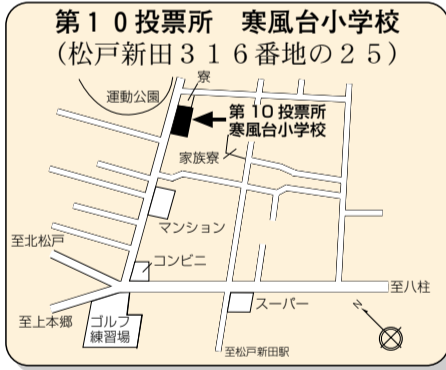 第１０投票所　寒風台小学校
(松戸新田３１６番地の２５)
寮
運動公園
第10投票所
寒風台小学校
家族寮
マンション
至北松戸
コンビニ
至八柱
スーパー
至上本郷
ゴルフ
練習場
N
至松戸新田駅